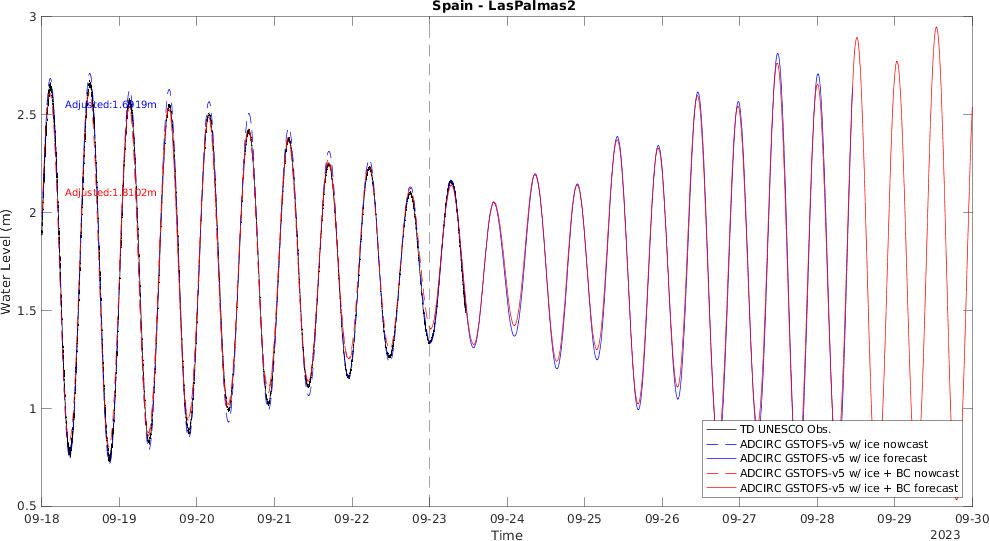 Spain - LasPalmas2
3
2.5
2
1.5
1
0.5
Water Level (m)
Adjusted:1.6919m
Adjusted:1.8102m
TD UNESCO Obs.
ADCIRC GSTOFS-v5 w/ ice nowcast
ADCIRC GSTOFS-v5 w/ ice forecast
ADCIRC GSTOFS-v5 w/ ice + BC nowcast
ADCIRC GSTOFS-v5 w/ ice + BC forecast
09-18 09-19 09-20 09-21 09-22 09-23 09-24 09-25 09-26 09-27 09-28 09-29 09-30
Time
2023